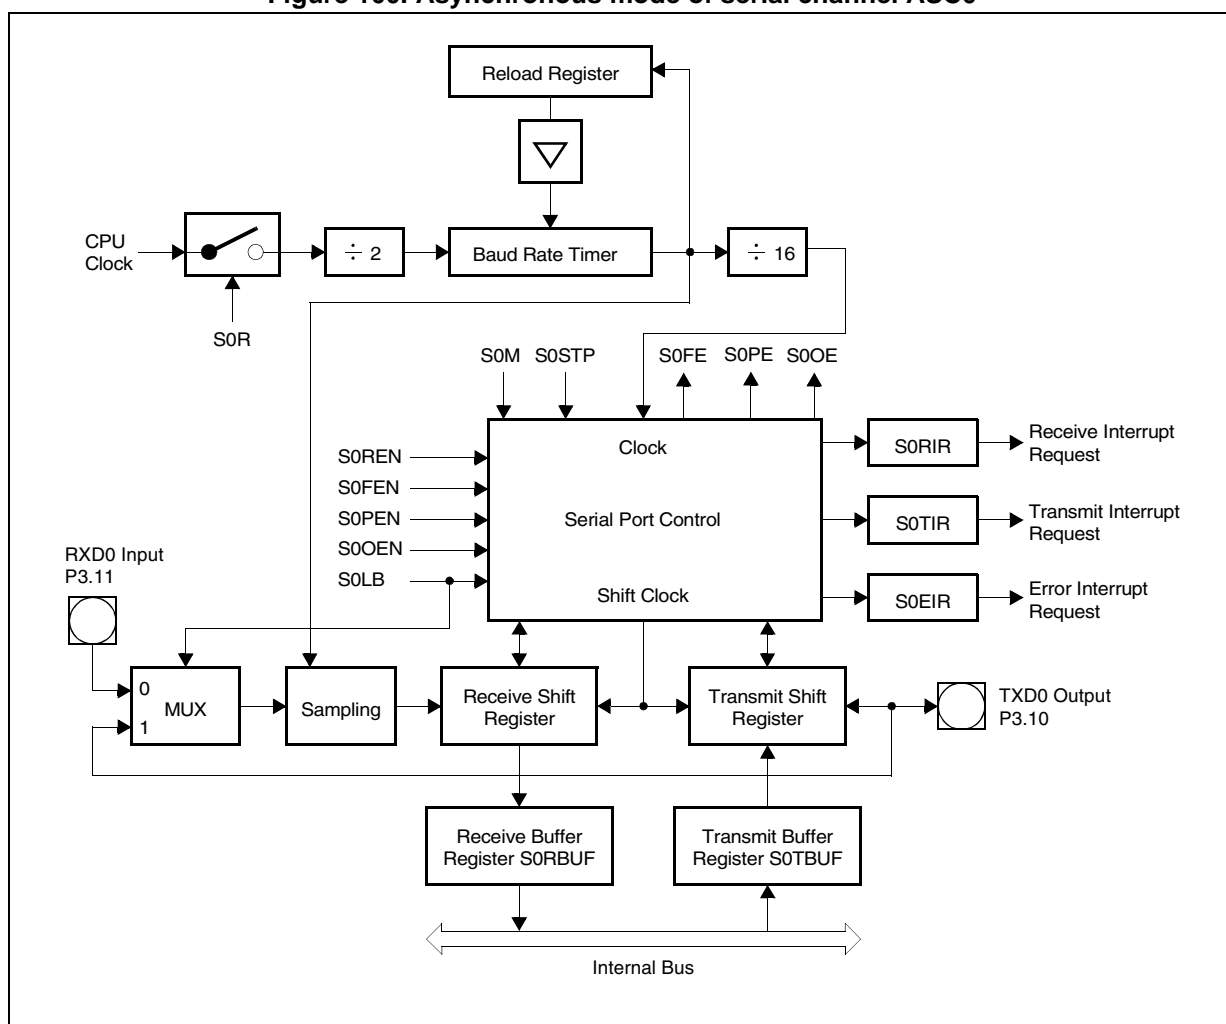 Figure 100. Asynchronous mode of serial channel ASC0
Reload Register
CPU
Clock
÷ 2
Baud Rate Timer
÷ 16
S0R
S0M
S0STP
S0FE
S0PE
S0OE
Clock
Serial Port Control
Shift Clock
S0REN
S0FEN
S0PEN
S0OEN
S0LB
S0RIR
Receive Interrupt
Request
S0TIR
Transmit Interrupt
Request
S0EIR
Error Interrupt
Request
RXD0 Input
P3.11
0
MUX
1
Sampling
Receive Shift
Register
Transmit Shift
Register
TXD0 Output
P3.10
Receive Buffer
Register S0RBUF
Transmit Buffer
Register S0TBUF
Internal Bus